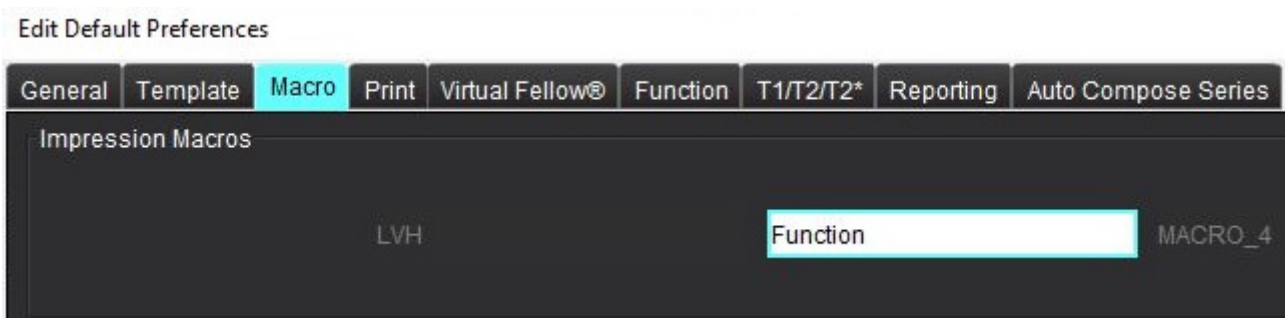 Edit Default Preferences
General Template Macro Print Virtual Fellow® Function T1/T2/T2* Reporting Auto Compose Series
Impression Macros
LVH Function MACRO_4